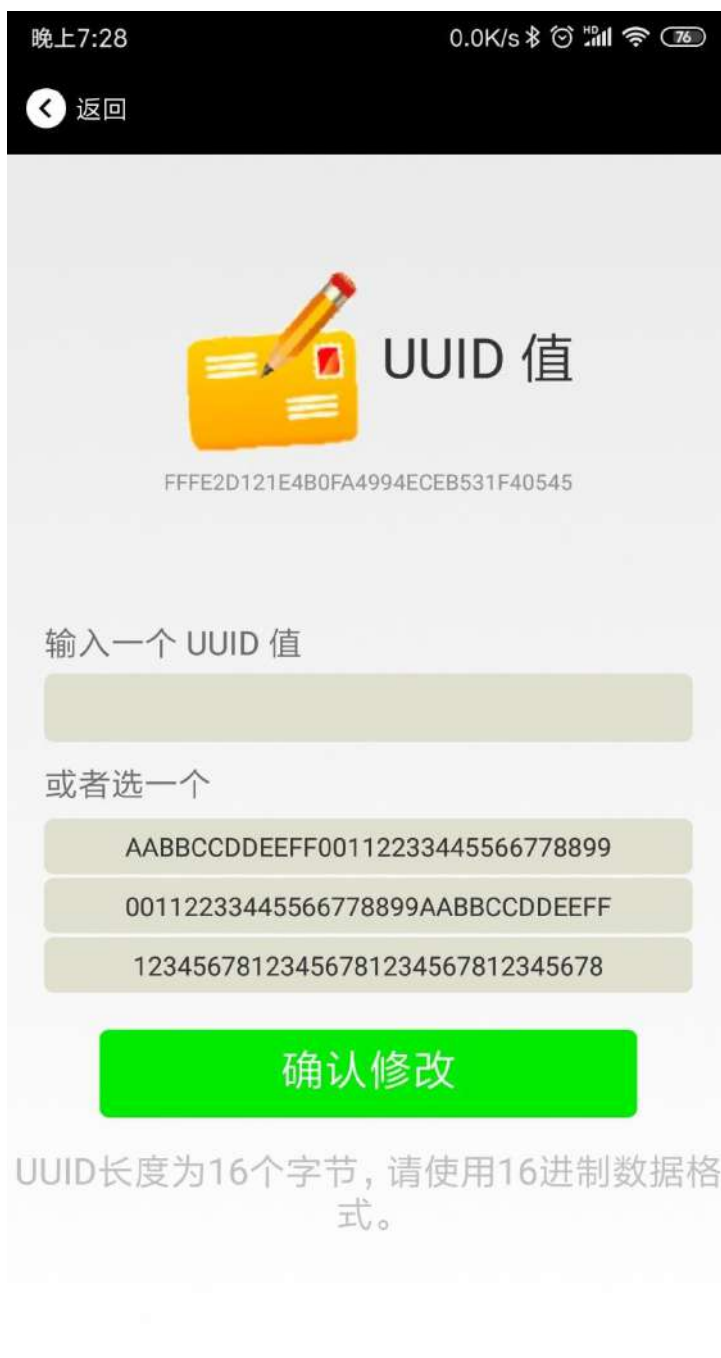 晚上7:28
0.0K/s HD 76
返回
UUID 值
FFFE2D121E4B0FA4994ECEB531F40545
输入一个 UUID 值
或者选一个
AABBCCDDEEFF00112233445566778899
00112233445566778899AABBCCDDEEFF
12345678123456781234567812345678
确认修改
UUID长度为16个字节，请使用16进制数据格
式。